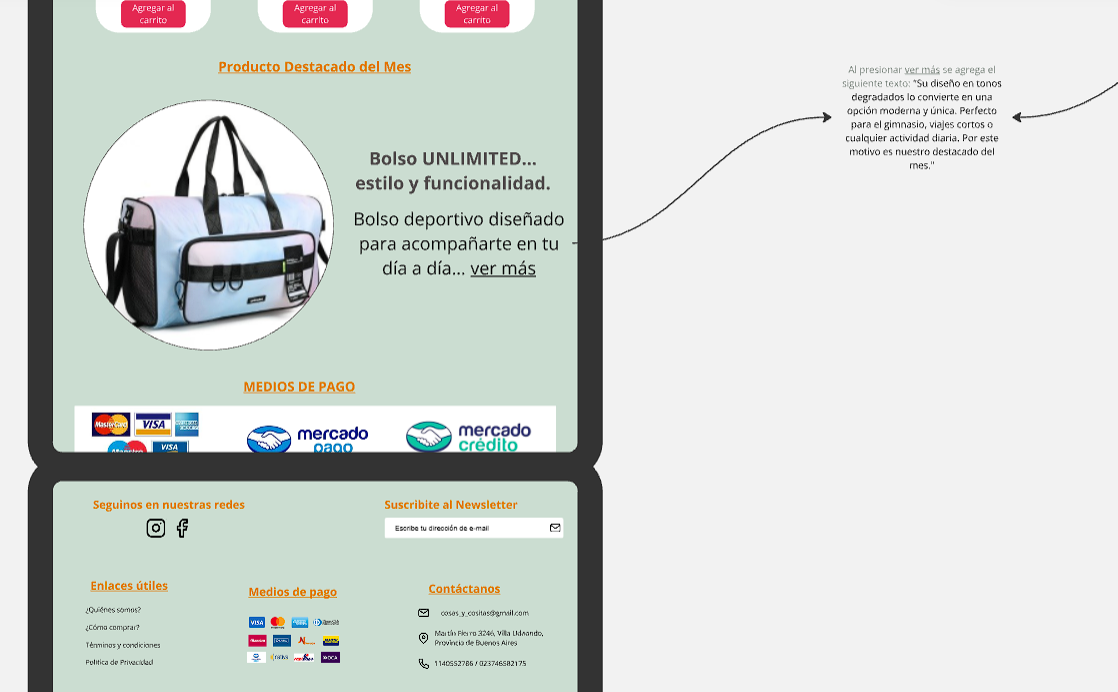 Agregar al
carrito
Agregar al
carrito
Agregar al
carrito
Producto Destacado del Mes
Bolso UNLIMITED...
estilo y funcionalidad.
Bolso deportivo diseñado
para acompañarte en tu
día a día... ver más
Al presionar ver más se agrega el
siguiente texto: "Su diseño en tonos
degradados lo convierte en una
opción moderna y única. Perfecto
para el gimnasio, viajes cortos o
cualquier actividad diaria. Por este
motivo es nuestro destacado del
mes."
MEDIOS DE PAGO
MasterCard
VISA
Maestro
VISA
mercado
pago
mercado
crédito
Seguinos en nuestras redes
Suscribite al Newsletter
Escribe tu dirección de e-mail
Enlaces útiles
¿Quiénes somos?
¿Cómo comprar?
Términos y condiciones
Política de Privacidad
Medios de pago
VISA
Contáctanos
cosas_y_cositas@gmail.com
Martín Fierro 3246, Villa Udaondo,
Provincia de Buenos Aires
1140552786 / 023746582175